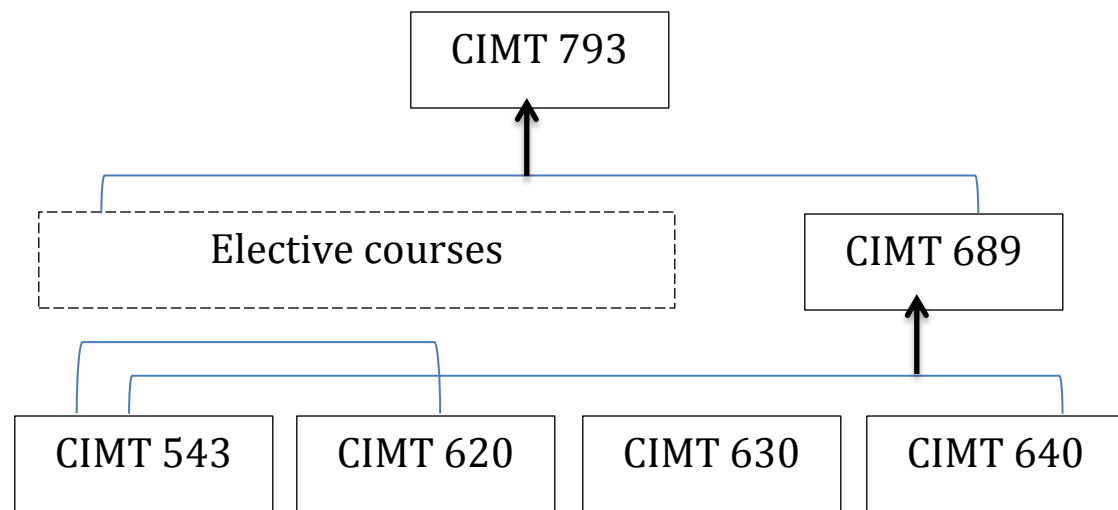 CIMT 793
Elective courses
CIMT 689
CIMT 543
CIMT 620
CIMT 630
CIMT 640